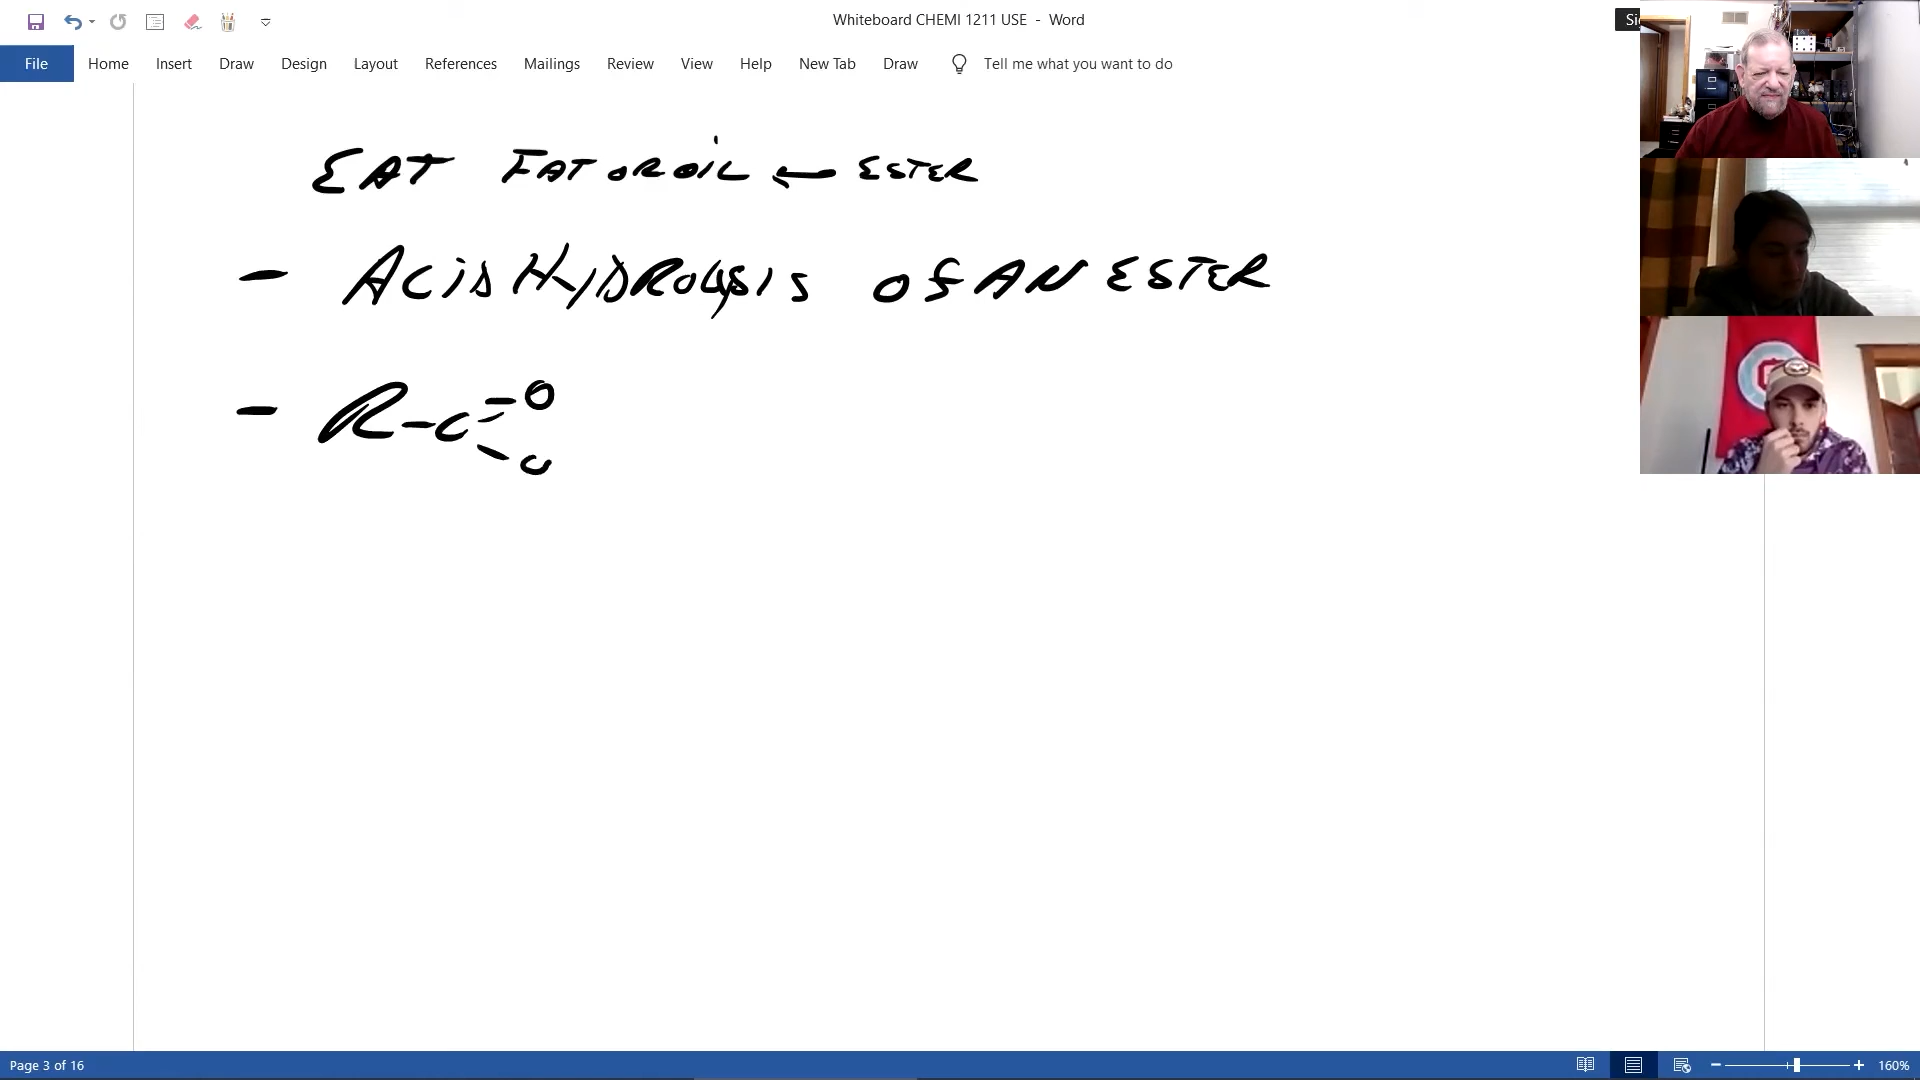 Whiteboard CHEMI 1211 USE - Word
File Home Insert Draw Design Layout References Mailings Review View Help New Tab Draw Tell me what you want to do
EAT FAT OR OIL ← ESTER
- ACID HYDROLYSIS OF AN ESTER
- R-C=O
-O
Page 3 of 16
160%